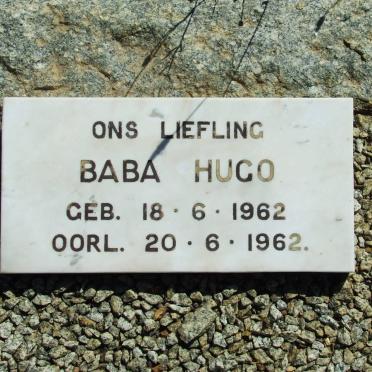 ONS LIEFLING
BABA HUGO
GEB. 18 · 6 · 1962
OORL. 20 · 6 · 1962.